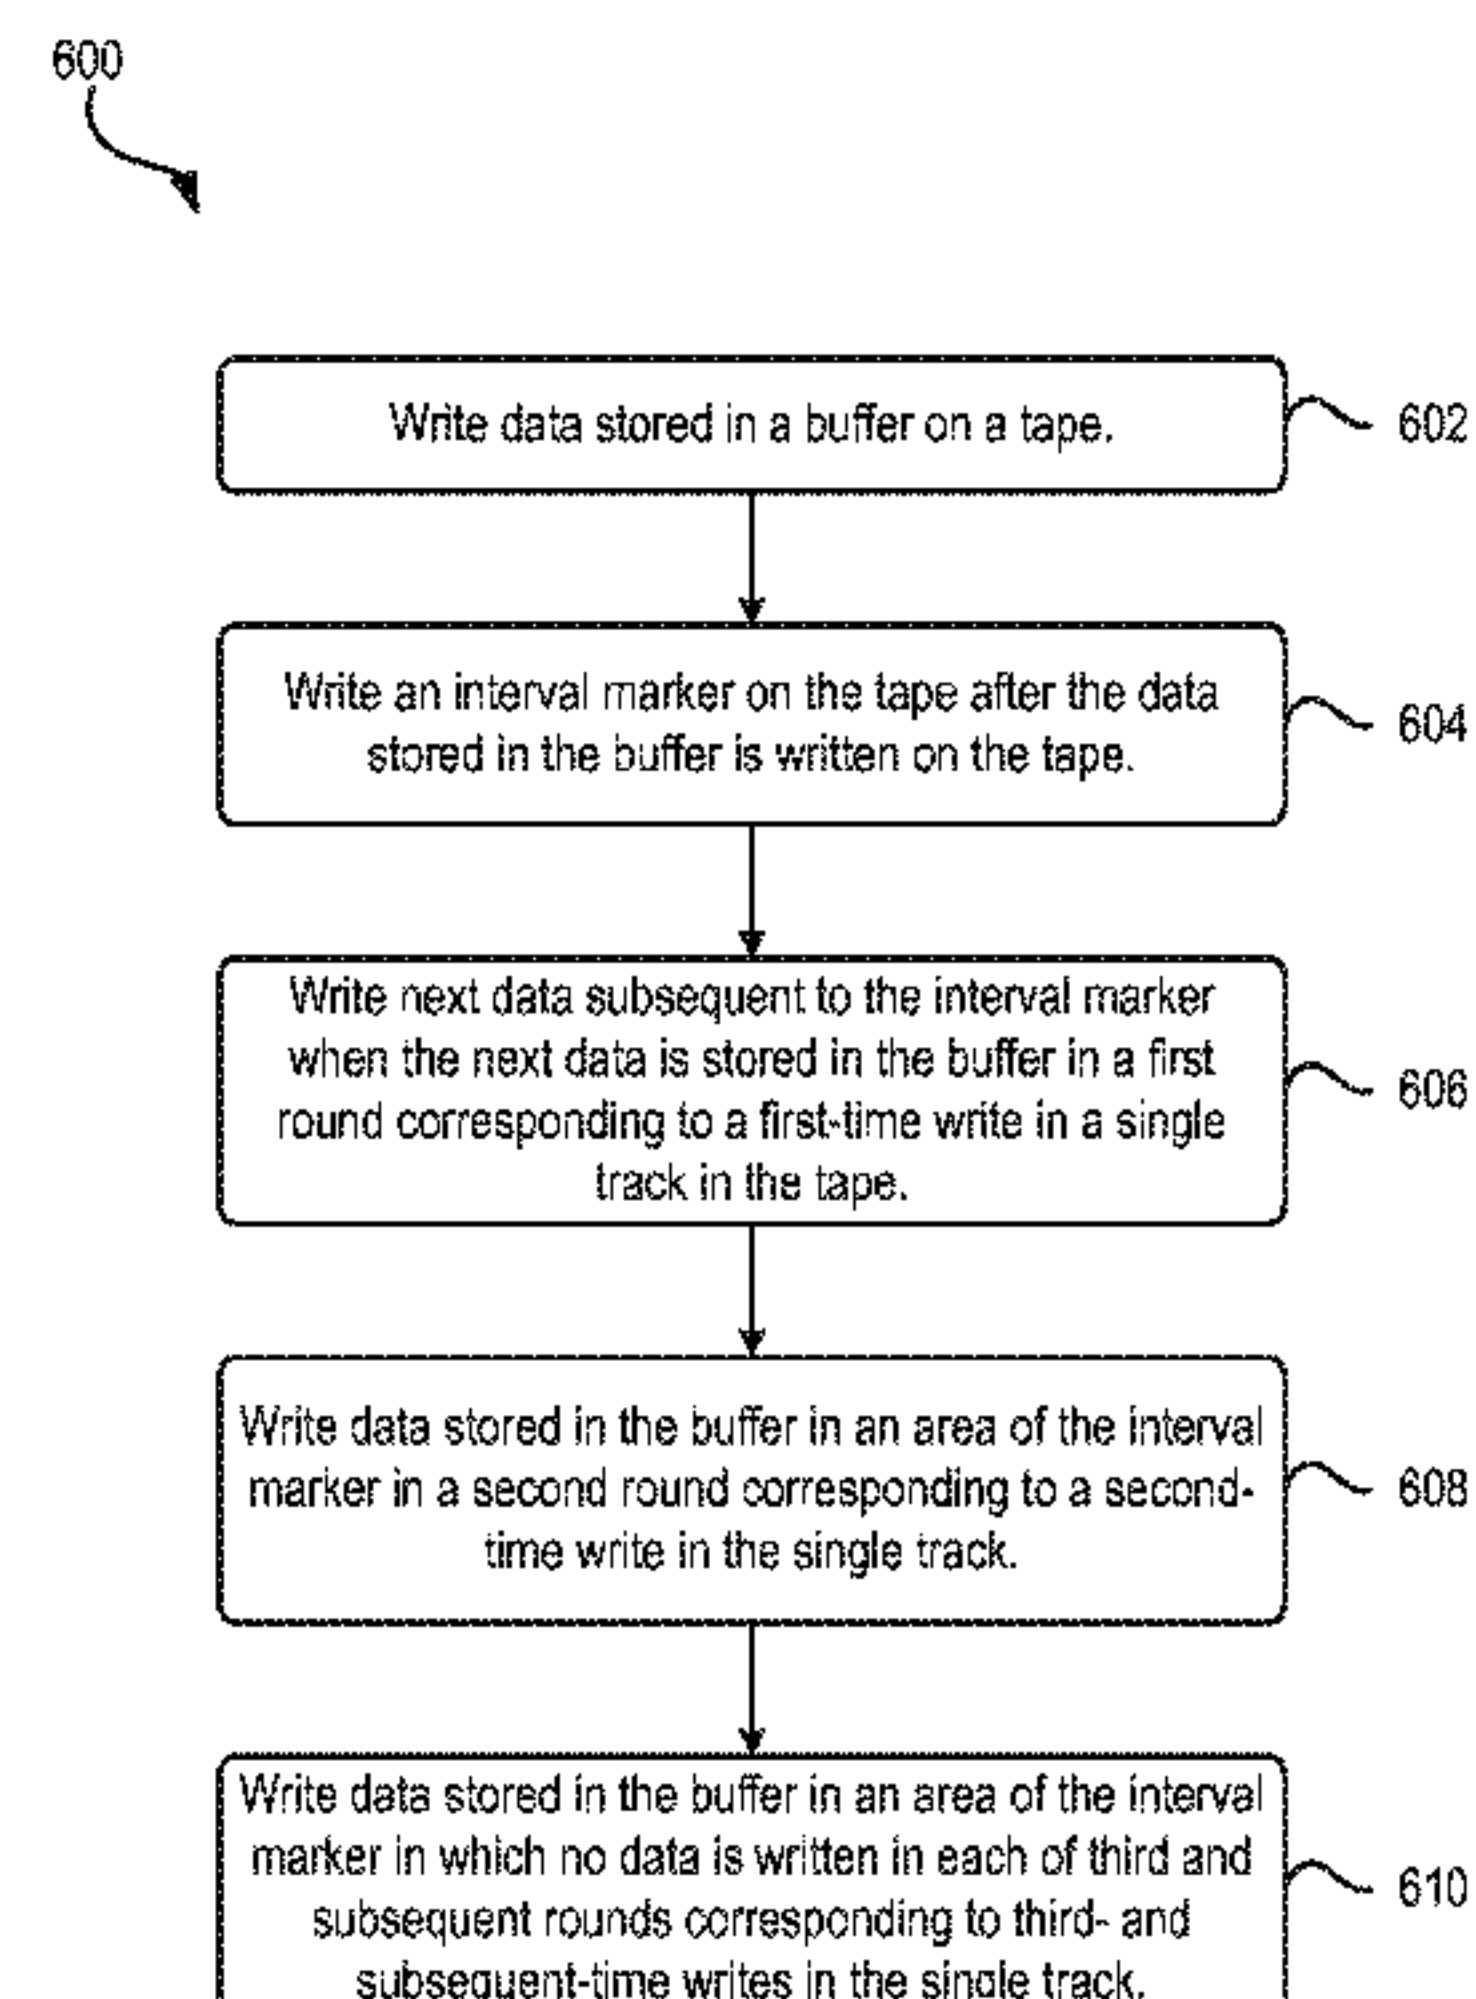 600
Write data stored in a buffer on a tape.
602
Write an interval marker on the tape after the data
stored in the buffer is written on the tape.
604
Write next data subsequent to the interval marker
when the next data is stored in the buffer in a first
round corresponding to a first-time write in a single
track in the tape.
606
Write data stored in the buffer in an area of the interval
marker in a second round corresponding to a second-
time write in the single track.
608
Write data stored in the buffer in an area of the interval
marker in which no data is written in each of third and
subsequent rounds corresponding to third- and
subsequent-time writes in the single track.
610